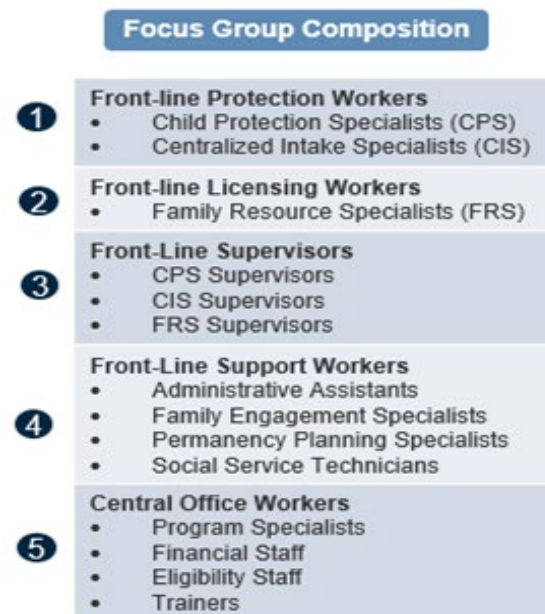 Focus Group Composition
1
Front-line Protection Workers
• Child Protection Specialists (CPS)
• Centralized Intake Specialists (CIS)
2
Front-line Licensing Workers
• Family Resource Specialists (FRS)
3
Front-Line Supervisors
• CPS Supervisors
• CIS Supervisors
• FRS Supervisors
4
Front-Line Support Workers
• Administrative Assistants
• Family Engagement Specialists
• Permanency Planning Specialists
• Social Service Technicians
5
Central Office Workers
• Program Specialists
• Financial Staff
• Eligibility Staff
• Trainers